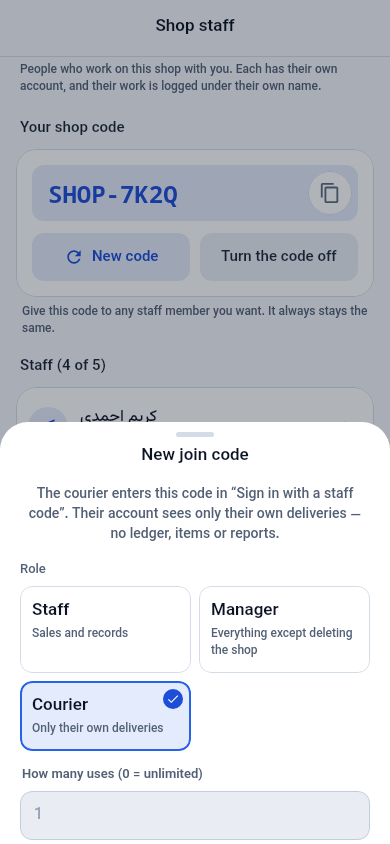 Shop staff
People who work on this shop with you. Each has their own
account, and their work is logged under their own name.
Your shop code
SHOP-7K2Q
New code
Turn the code off
Give this code to any staff member you want. It always stays the
same.
Staff (4 of 5)
کریم احمدی
New join code
The courier enters this code in “Sign in with a staff
code”. Their account sees only their own deliveries —
no ledger, items or reports.
Role
Staff
Sales and records
Manager
Everything except deleting
the shop
Courier
Only their own deliveries
How many uses (0 = unlimited)
1